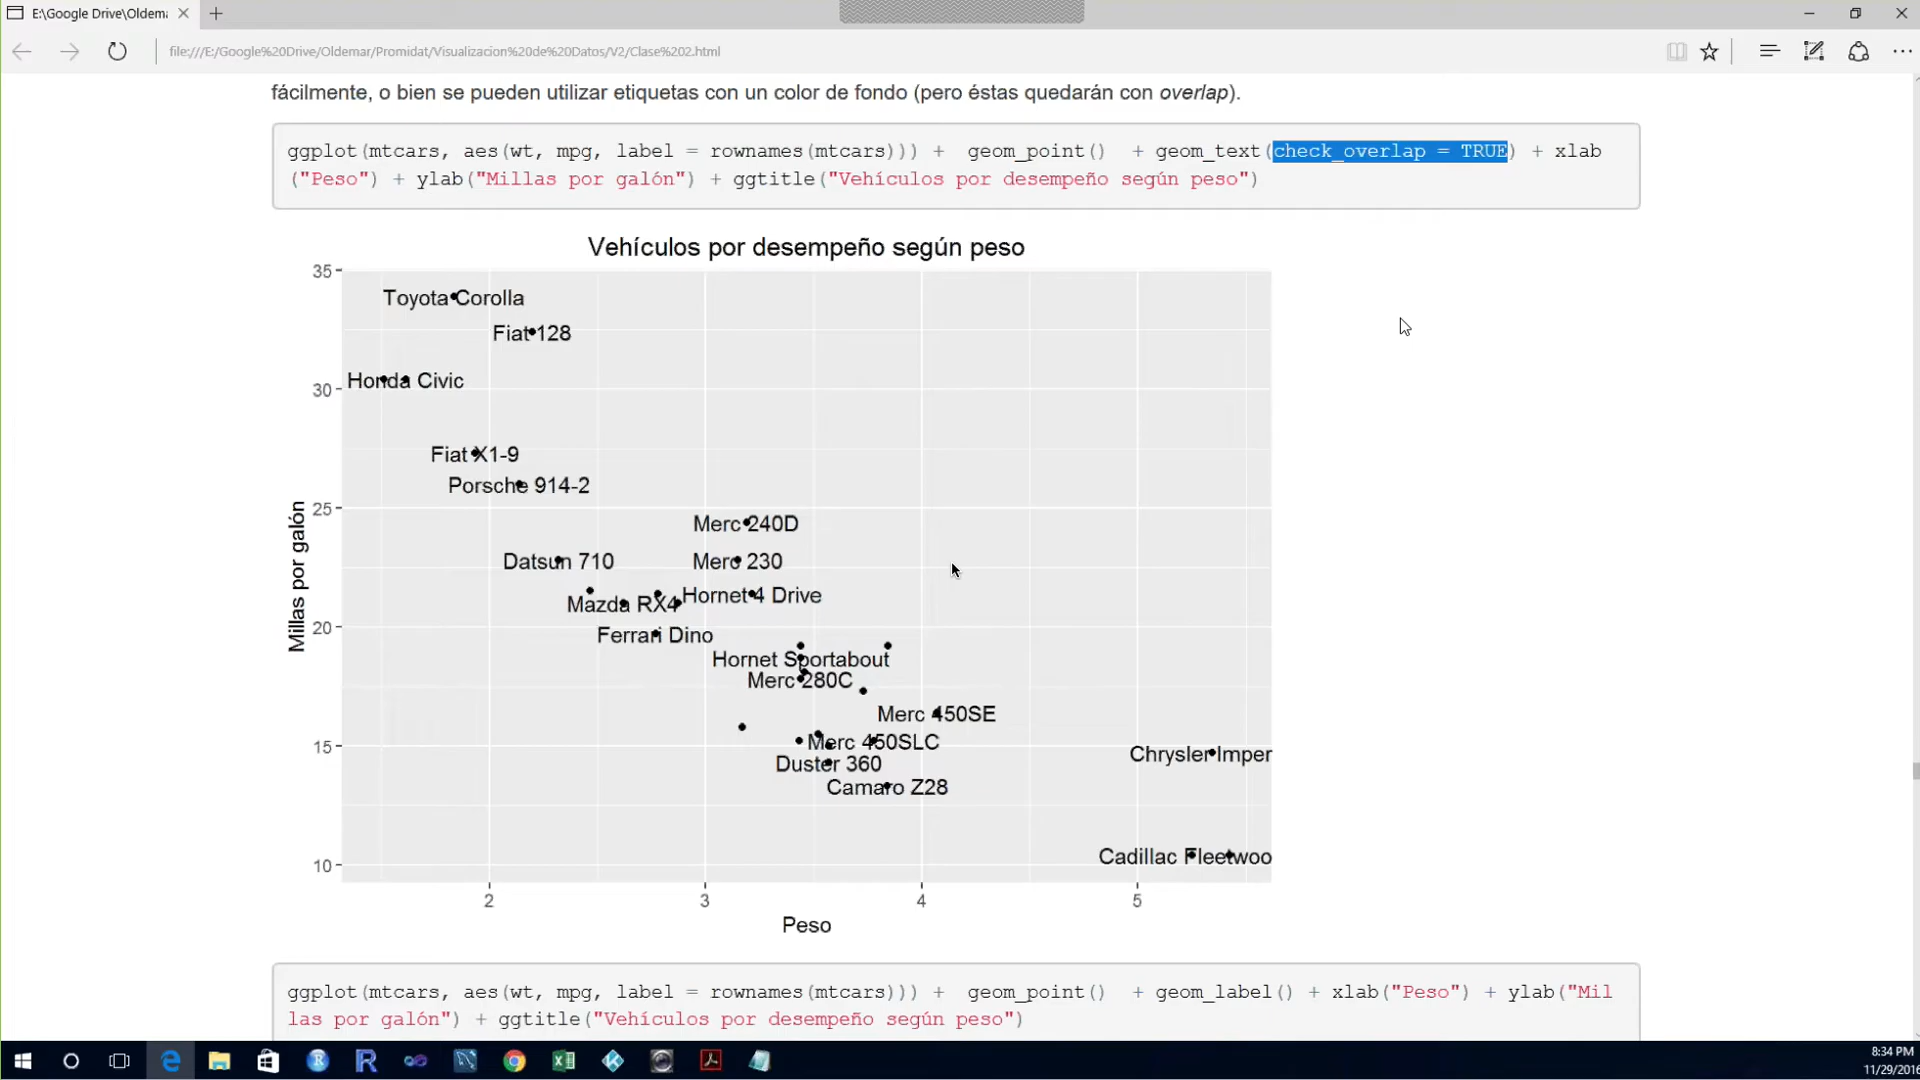 E:\Google Drive\Oldema
file:///E:/Google%20Drive/Oldemar/Promidat/Visualizacion%20de%20Datos/V2/Clase%202.html
fácilmente, o bien se pueden utilizar etiquetas con un color de fondo (pero éstas quedarán con overlap).
ggplot(mtcars, aes(wt, mpg, label = rownames(mtcars))) + geom_point() + geom_text(check_overlap = TRUE) + xlab
("Peso") + ylab("Millas por galón") + ggtitle("Vehículos por desempeño según peso")
Vehículos por desempeño según peso
35
Toyota Corolla
Fiat 128
Honda Civic
30
Fiat X1-9
Porsche 914-2
25
Merc 240D
Datsun 710
Merc 230
Hornet 4 Drive
Mazda RX4
20
Ferrari Dino
Hornet Sportabout
Merc 280C
Merc 450SE
15
Merc 450SLC
Chrysler Imper
Duster 360
Camaro Z28
Cadillac Fleetwoo
10
Millas por galón
2
3
4
5
Peso
ggplot(mtcars, aes(wt, mpg, label = rownames(mtcars))) + geom_point() + geom_label() + xlab("Peso") + ylab("Mil
las por galón") + ggtitle("Vehículos por desempeño según peso")
8:34 PM
11/29/2016